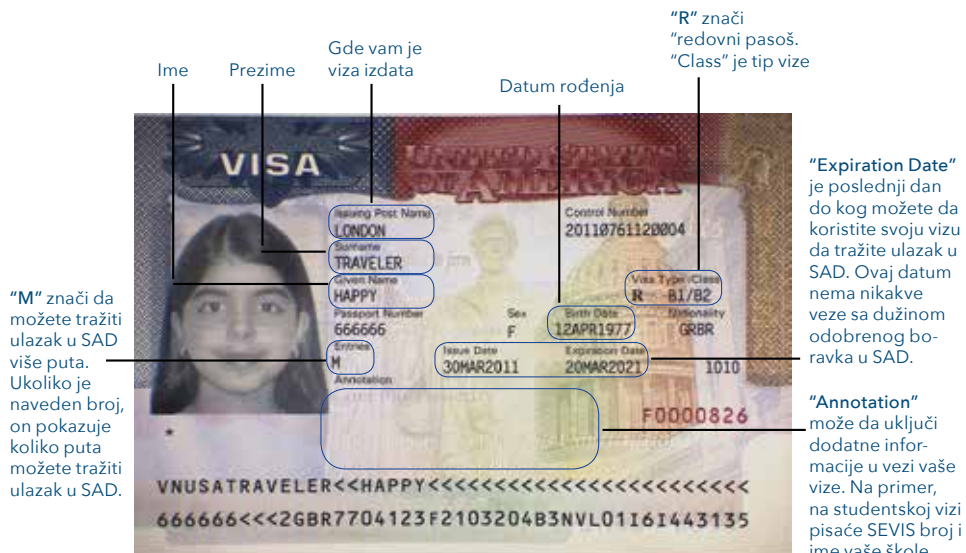 "R" znači
"redovni pasoš.
"Class" je tip vize
Gde vam je
viza izdata
Ime
Prezime
Datum rođenja
VISA
UNITED STATES
OF AMERICA
Issuing Post Name
LONDON
Control Number
20110761120004
Surname
TRAVELER
Given Name
HAPPY
Visa Type /Class
R B1/B2
Passport Number
666666
Sex
F
Birth Date
12APR1977
Nationality
GRBR
Entries
M
Issue Date
30MAR2011
Expiration Date
20MAR2021
1010
Annotation
F0000826
*
VNUSATRAVELER<<HAPPY<<<<<<<<<<<<<<<<<<<<<<<<
666666<<<2GBR7704123F2103204B3NVL01I6I443135
"M" znači da
možete tražiti
ulazak u SAD
više puta.
Ukoliko je
naveden broj,
on pokazuje
koliko puta
možete tražiti
ulazak u SAD.
"Expiration Date"
je poslednji dan
do kog možete da
koristite svoju vizu
da tražite ulazak u
SAD. Ovaj datum
nema nikakve
veze sa dužinom
odobrenog bo-
ravka u SAD.
"Annotation"
može da uključi
dodatne infor-
macije u vezi vaše
vize. Na primer,
na studentskoj vizi
pisaće SEVIS broj i
ime vaše škole